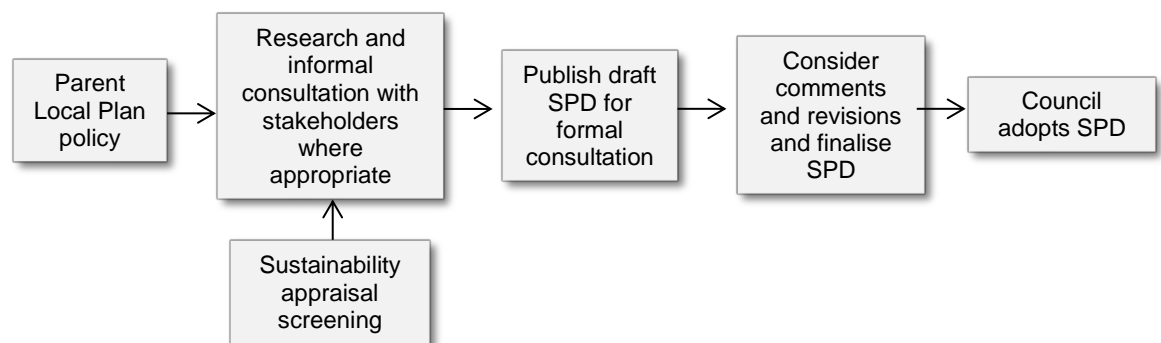 Parent
Local Plan
policy
Research and
informal
consultation with
stakeholders
where
appropriate
Publish draft
SPD for
formal
consultation
Consider
comments
and revisions
and finalise
SPD
Council
adopts SPD
Sustainability
appraisal
screening